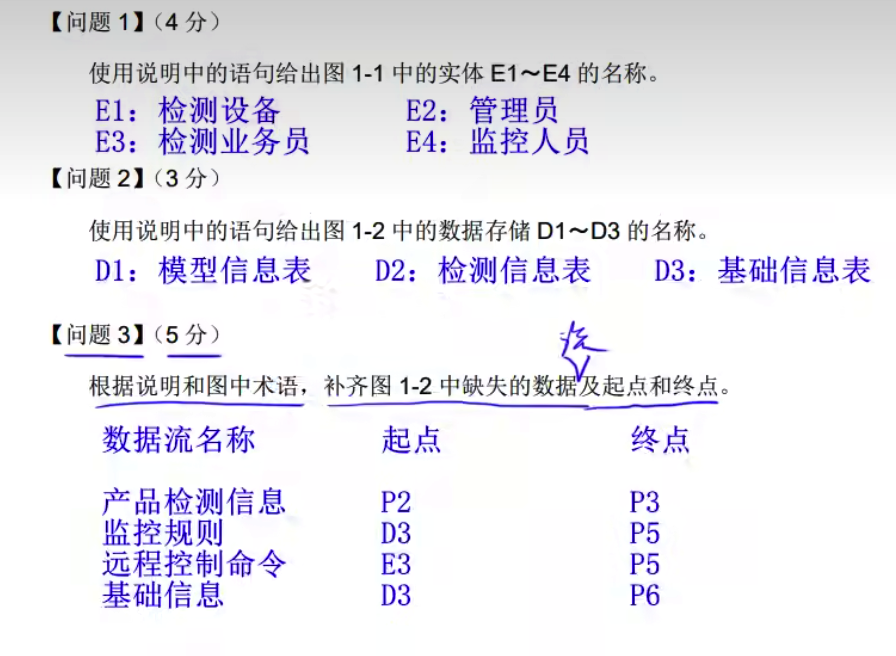 【问题 1】(4 分)
使用说明中的语句给出图 1-1 中的实体 E1～E4 的名称。
E1：检测设备 E2：管理员
E3：检测业务员 E4：监控人员
【问题 2】(3 分)
使用说明中的语句给出图 1-2 中的数据存储 D1～D3 的名称。
D1：模型信息表 D2：检测信息表 D3：基础信息表
【问题 3】(5 分)
流
根据说明和图中术语，补齐图 1-2 中缺失的数据及起点和终点。
数据流名称 起点 终点
产品检测信息 P2 P3
监控规则 D3 P5
远程控制命令 E3 P5
基础信息 D3 P6